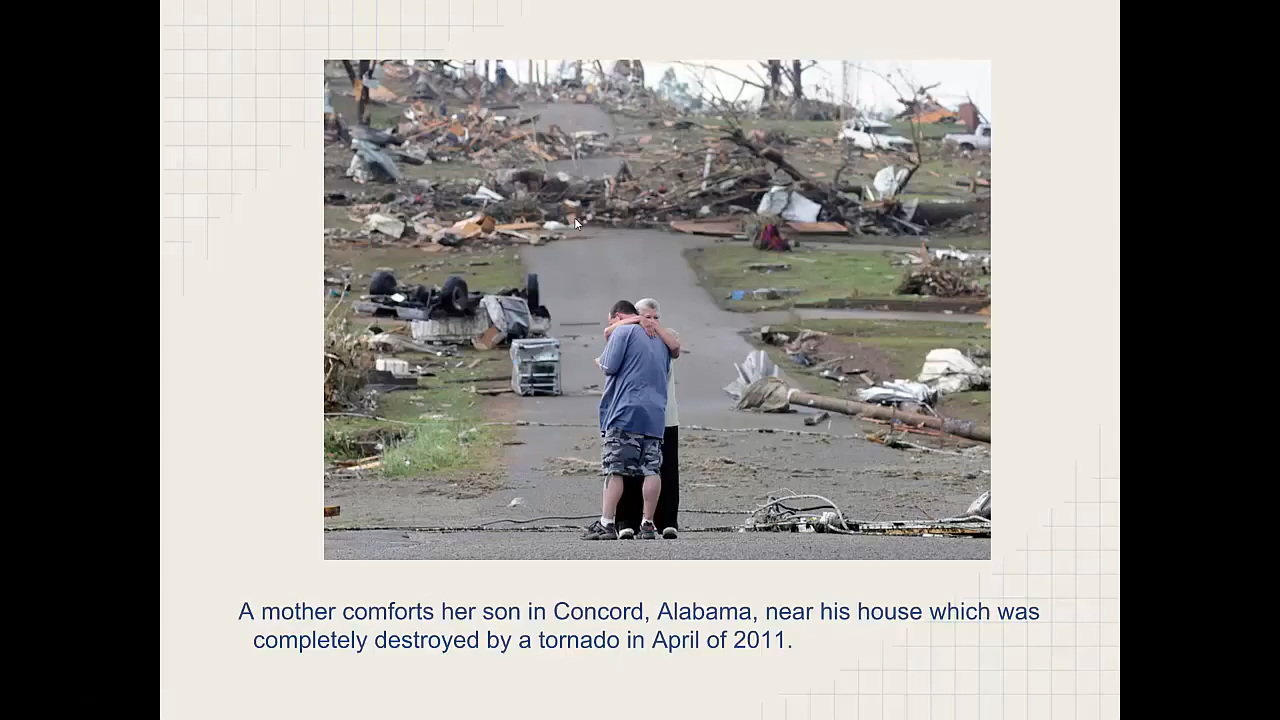 A mother comforts her son in Concord, Alabama, near his house which was
completely destroyed by a tornado in April of 2011.